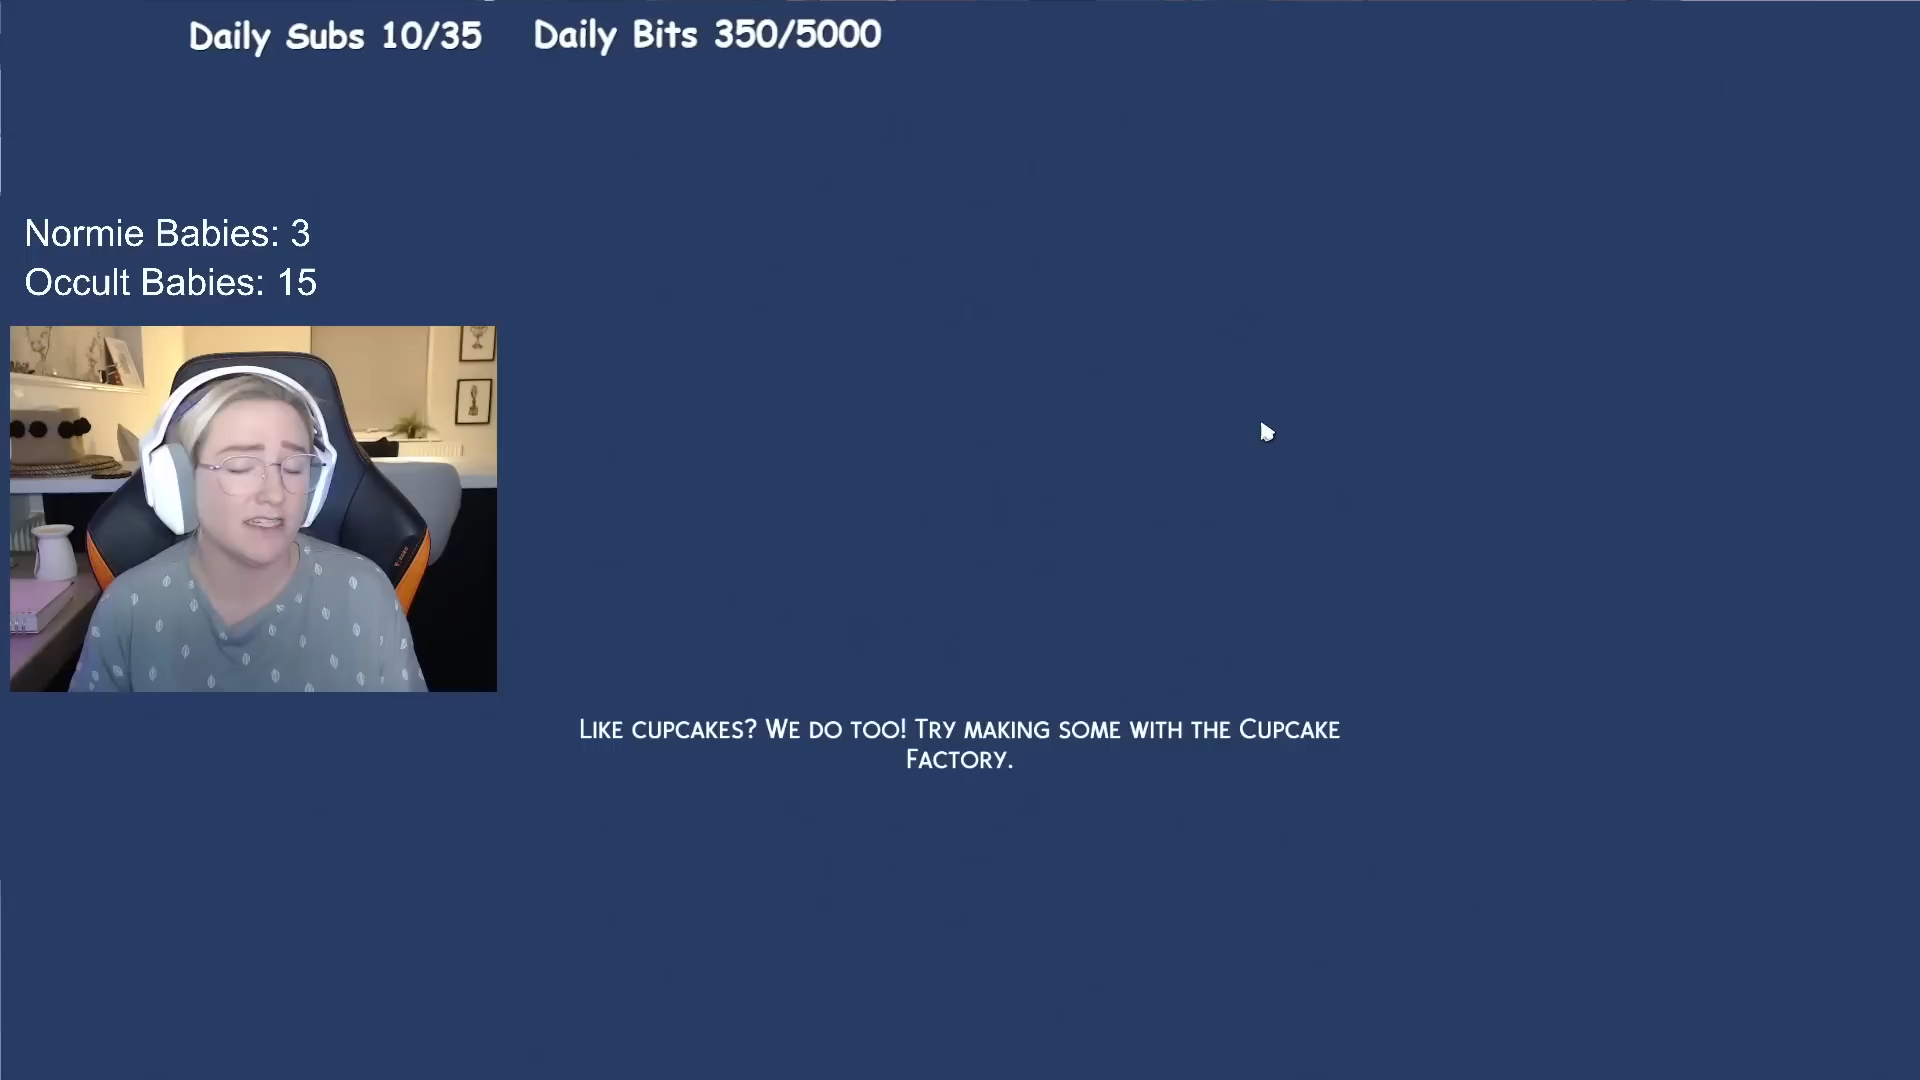 Daily Subs 10/35 Daily Bits 350/5000
Normie Babies: 3
Occult Babies: 15
Like cupcakes? We do too! Try making some with the Cupcake
Factory.